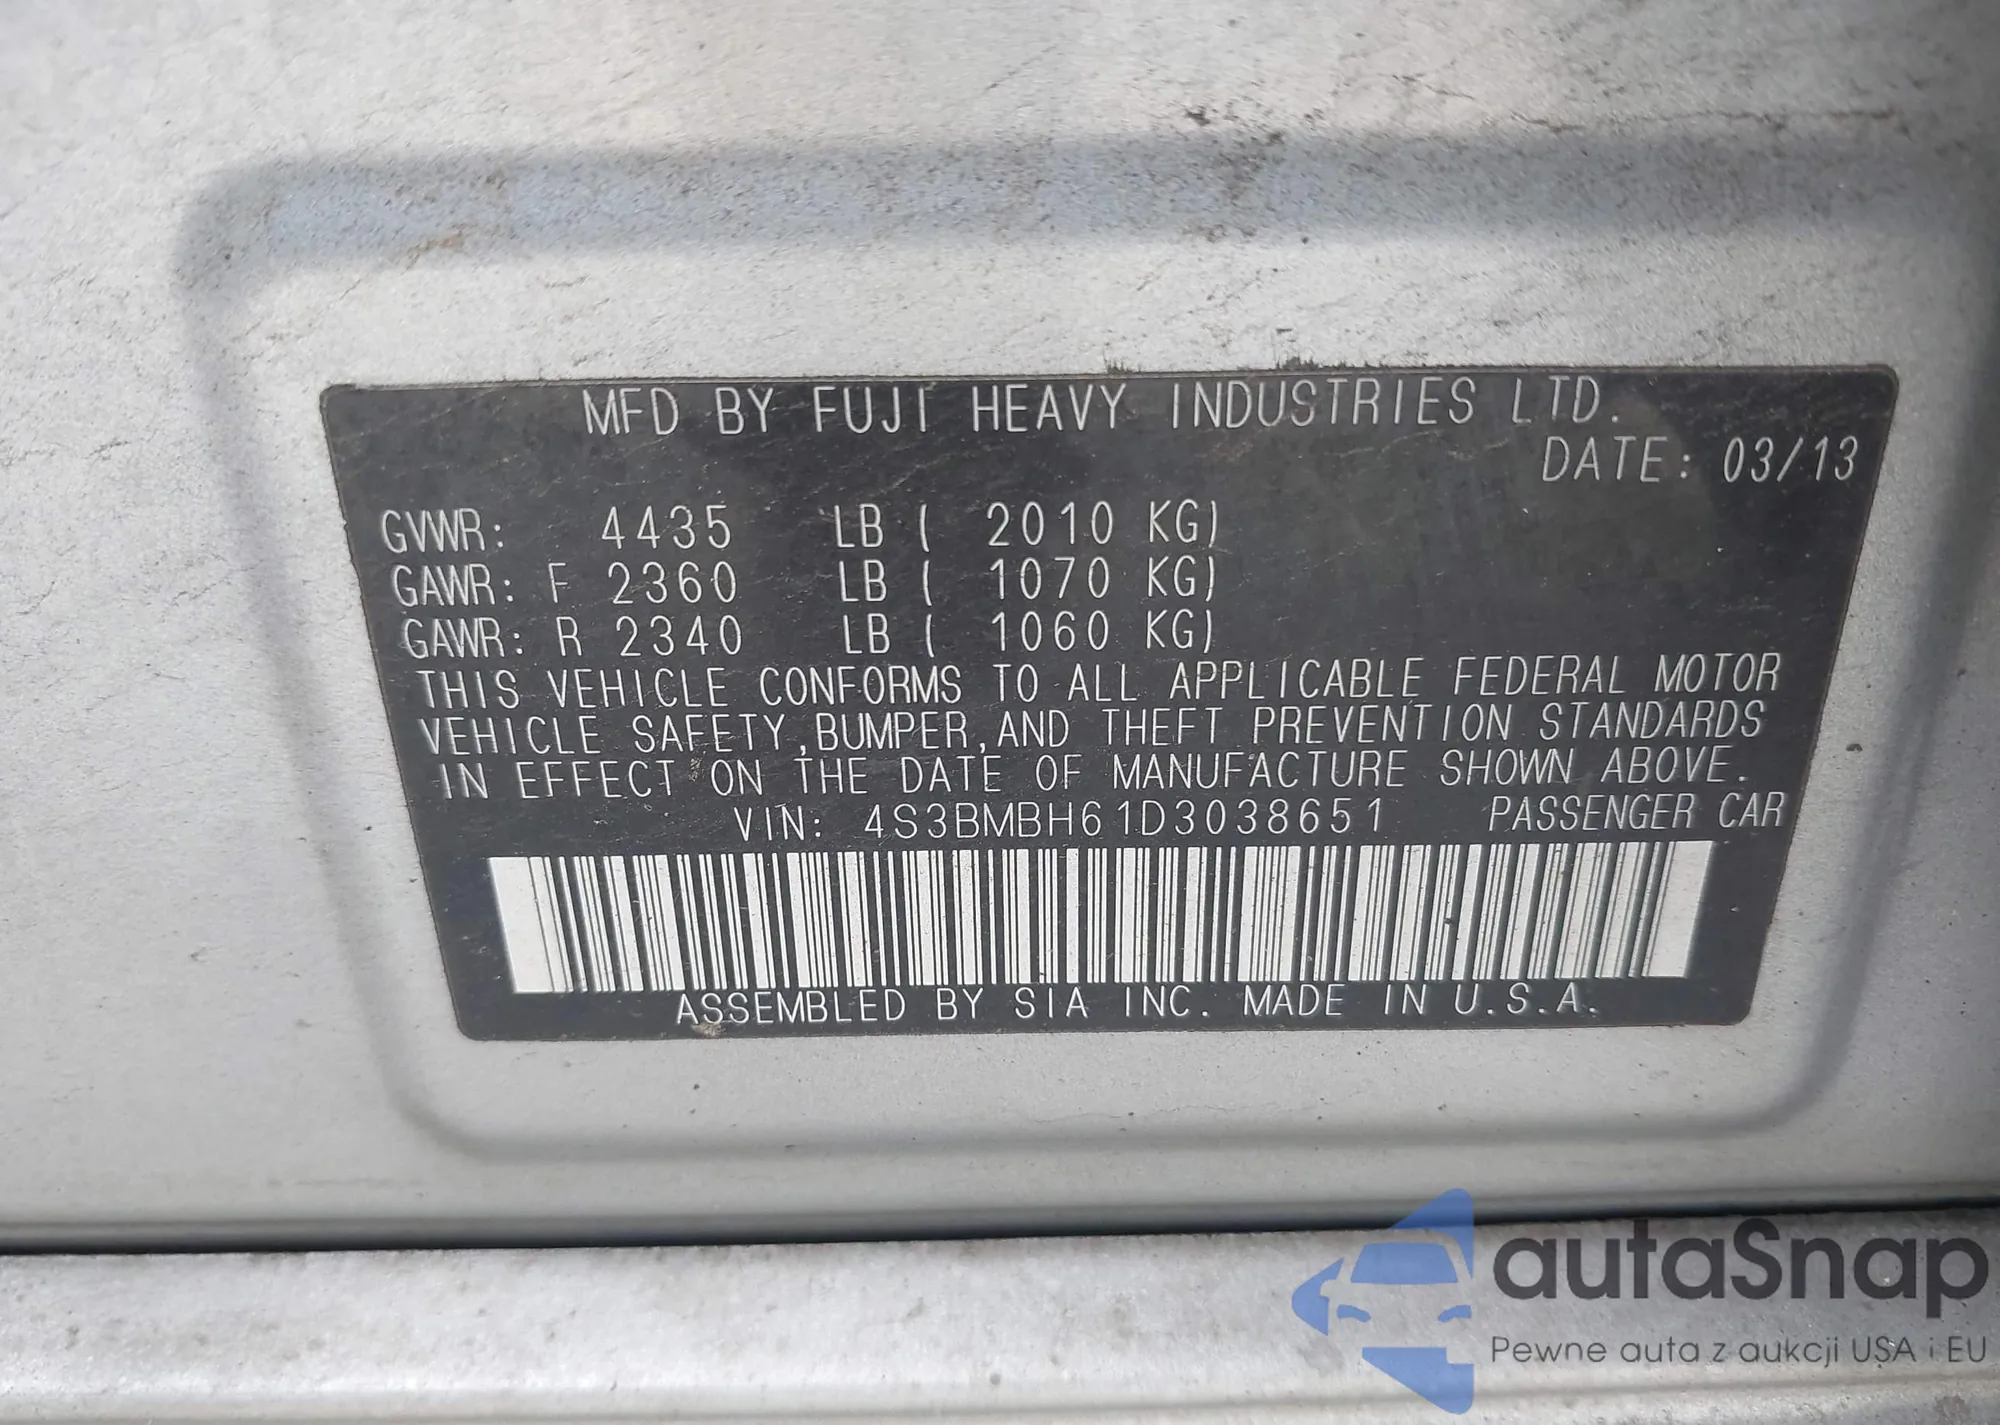 MFD BY FUJI HEAVY INDUSTRIES LTD.
DATE: 03/13
GVWR: 4435 LB ( 2010 KG)
GAWR: F 2360 LB ( 1070 KG)
GAWR: R 2340 LB ( 1060 KG)
THIS VEHICLE CONFORMS TO ALL APPLICABLE FEDERAL MOTOR
VEHICLE SAFETY,BUMPER,AND THEFT PREVENTION STANDARDS
IN EFFECT ON THE DATE OF MANUFACTURE SHOWN ABOVE.
VIN: 4S3BMBH61D3038651 PASSENGER CAR
ASSEMBLED BY SIA INC. MADE IN U.S.A.
autaSnap
Pewne auta z aukcji USA i EU